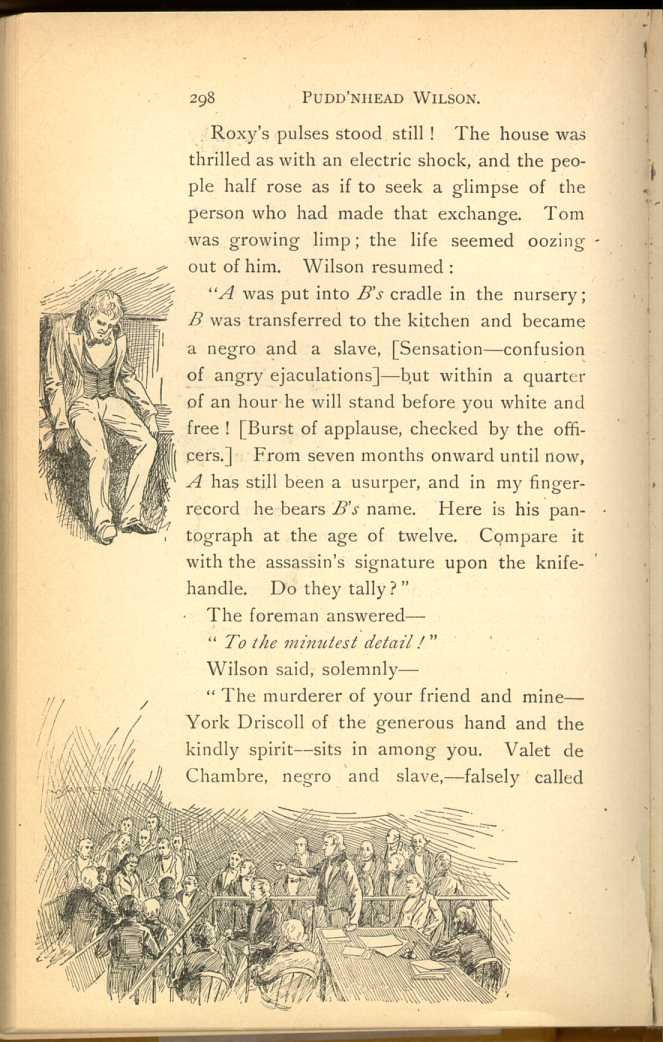 298 PUDD'NHEAD WILSON.
Roxy's pulses stood still! The house was
thrilled as with an electric shock, and the peo-
ple half rose as if to seek a glimpse of the
person who had made that exchange. Tom
was growing limp; the life seemed oozing
out of him. Wilson resumed:
"A was put into B's cradle in the nursery;
B was transferred to the kitchen and became
a negro and a slave, [Sensation—confusion
of angry ejaculations]—but within a quarter
of an hour he will stand before you white and
free! [Burst of applause, checked by the offi-
cers.] From seven months onward until now,
A has still been a usurper, and in my finger-
record he bears B's name. Here is his pan-
tograph at the age of twelve. Compare it
with the assassin's signature upon the knife-
handle. Do they tally?"
The foreman answered—
"To the minutest detail!"
Wilson said, solemnly—
"The murderer of your friend and mine—
York Driscoll of the generous hand and the
kindly spirit—sits in among you. Valet de
Chambre, negro and slave,—falsely called